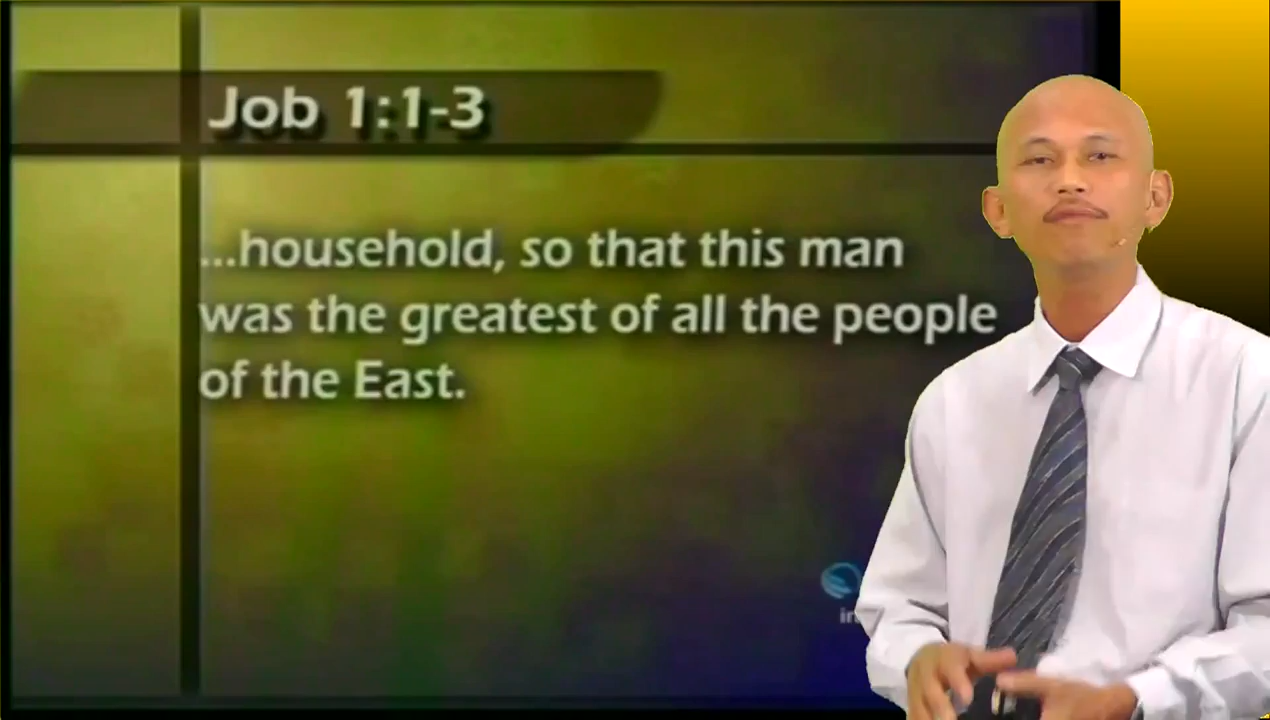 Job 1:1-3
...household, so that this man
was the greatest of all the people
of the East.